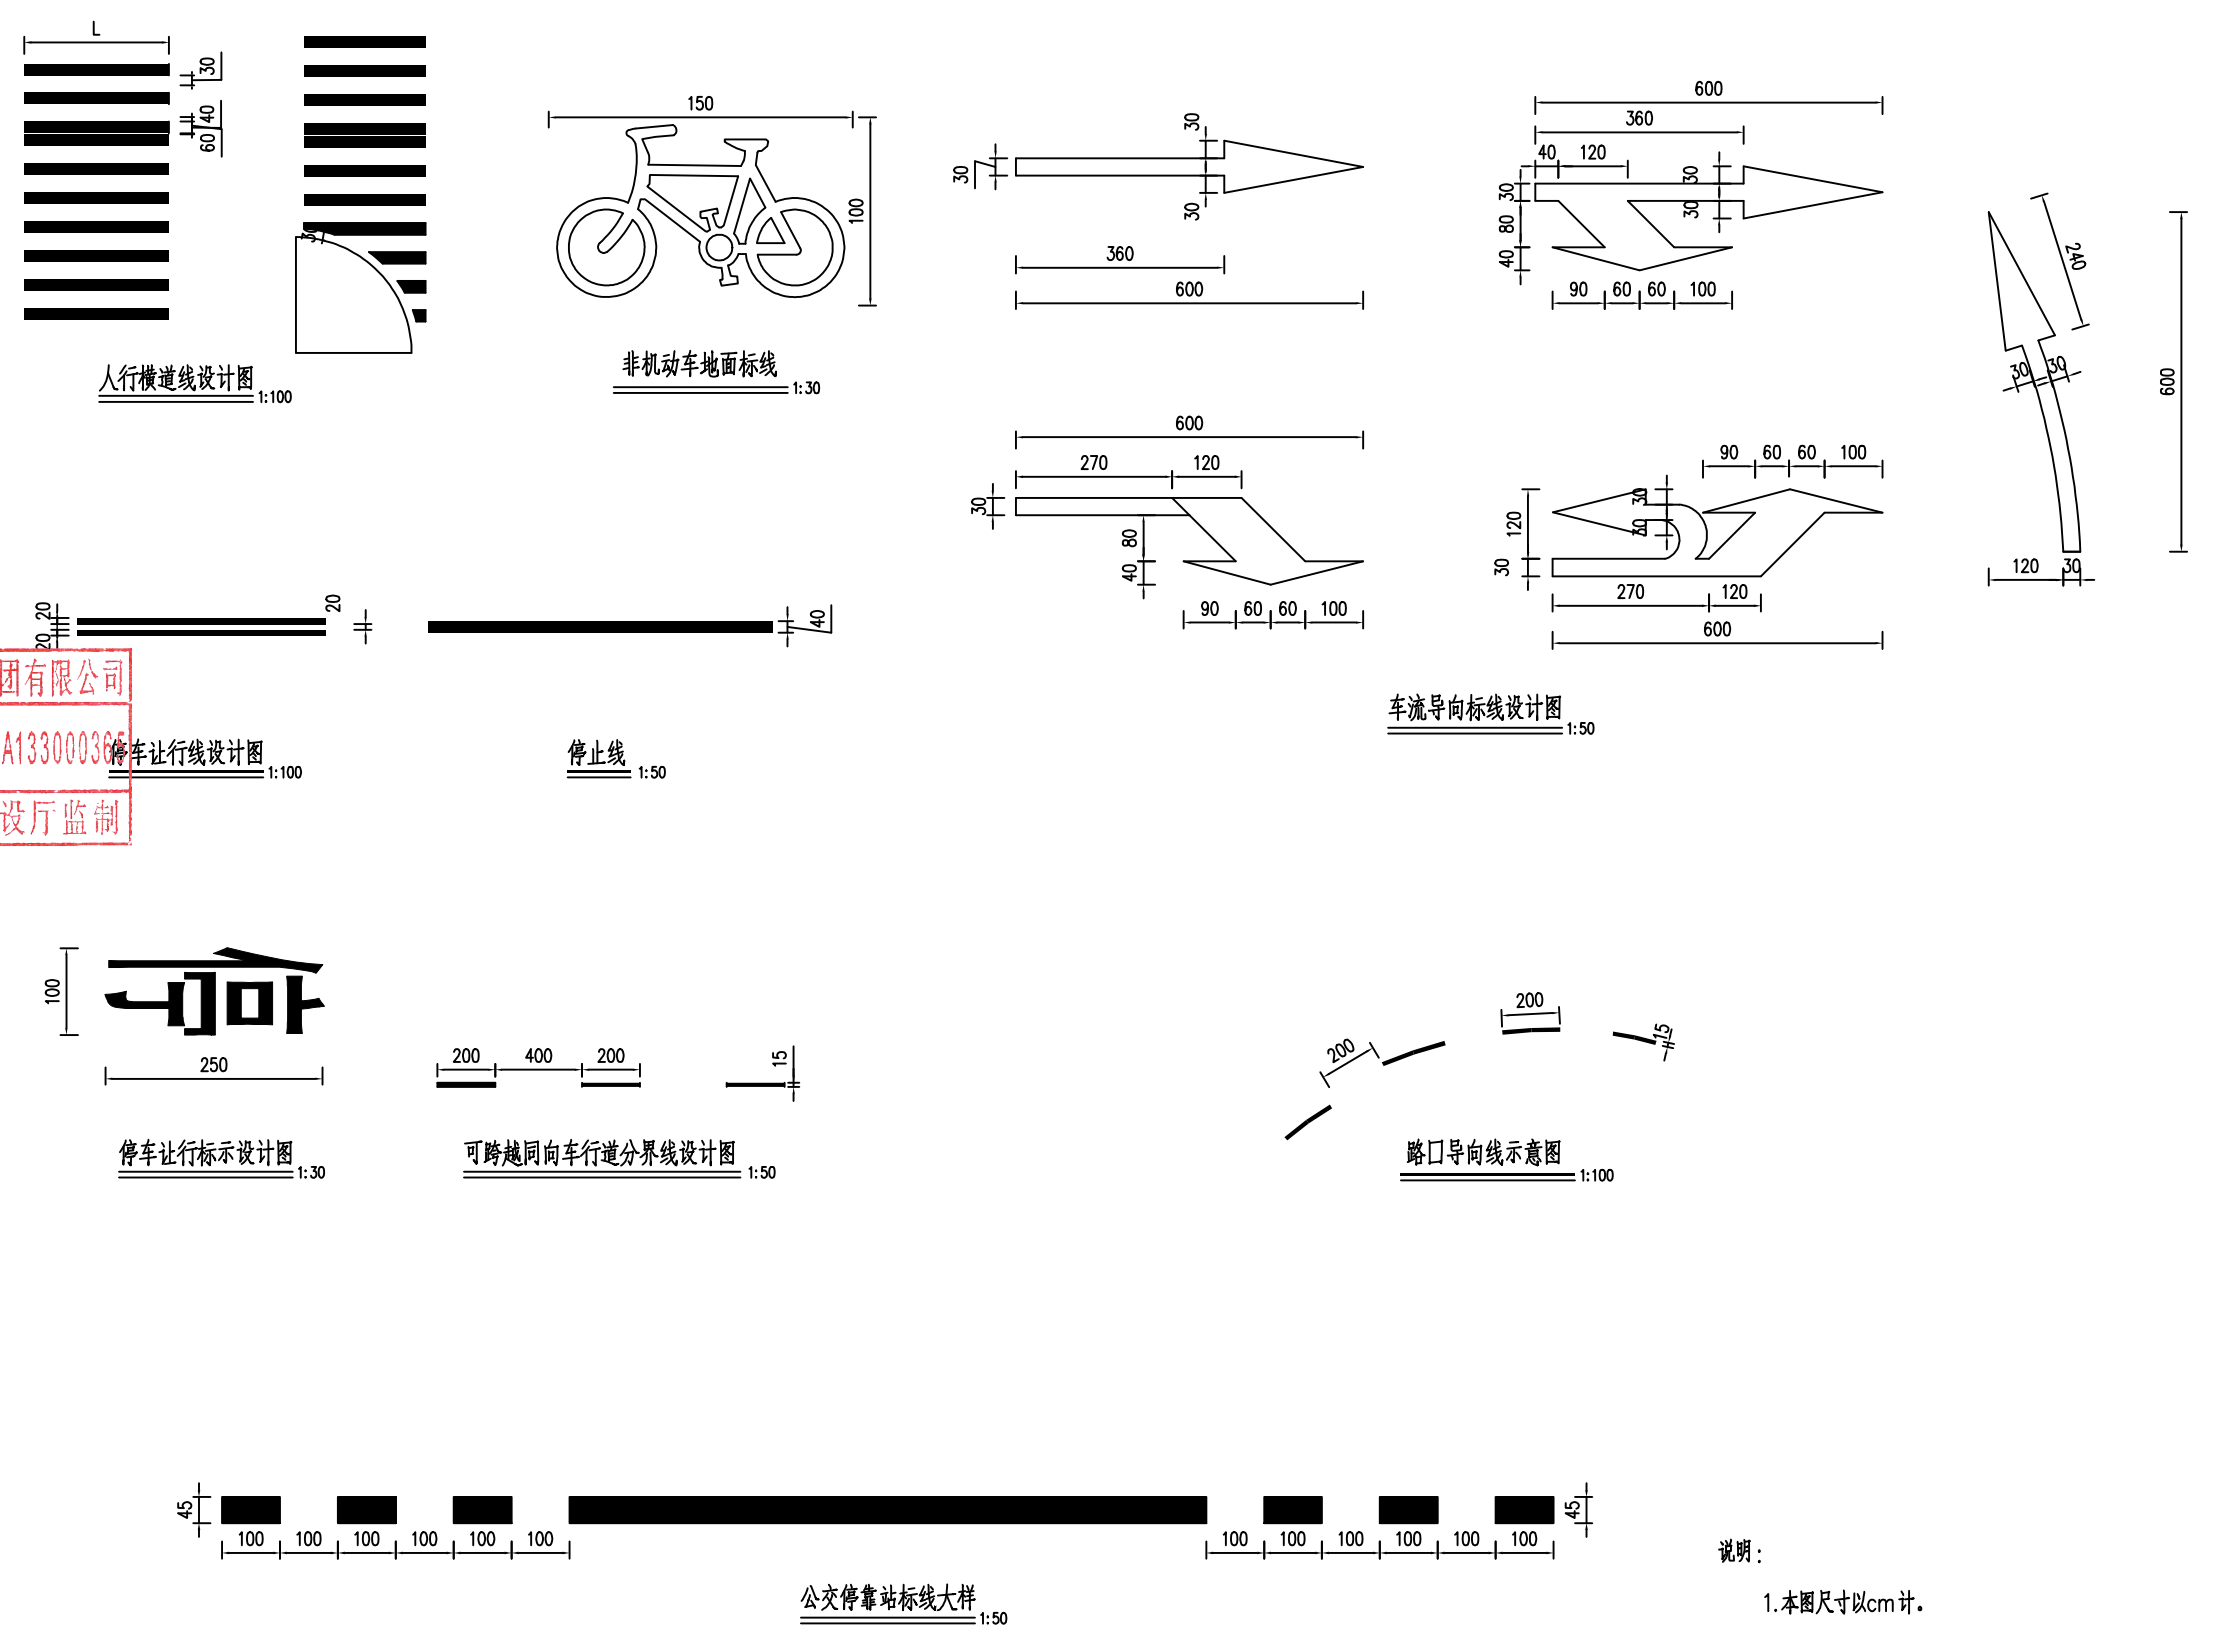 L
30
40
60
30
人行横道线设计图 1:100
150
100
非机动车地面标线 1:30
30
30
30
360
600
600
360
40 120
30
30
30
80
40
90 60 60 100
240
600
30 30
120 30
600
270 120
30
80
40
90 60 60 100
90 60 60 100
30
30
120
30
270 120
600
车流导向标线设计图 1:50
20
20
20
停车让行线设计图 1:100
40
停止线 1:50
团有限公司
A133000365
设厅监制
100
250
停车让行标示设计图 1:30
200 400 200
15
可跨越同向车行道分界线设计图 1:50
200
200
15
路口导向线示意图 1:100
45
100 100 100 100 100 100
100 100 100 100 100 100
45
公交停靠站标线大样 1:50
说明：
1.本图尺寸以cm计。